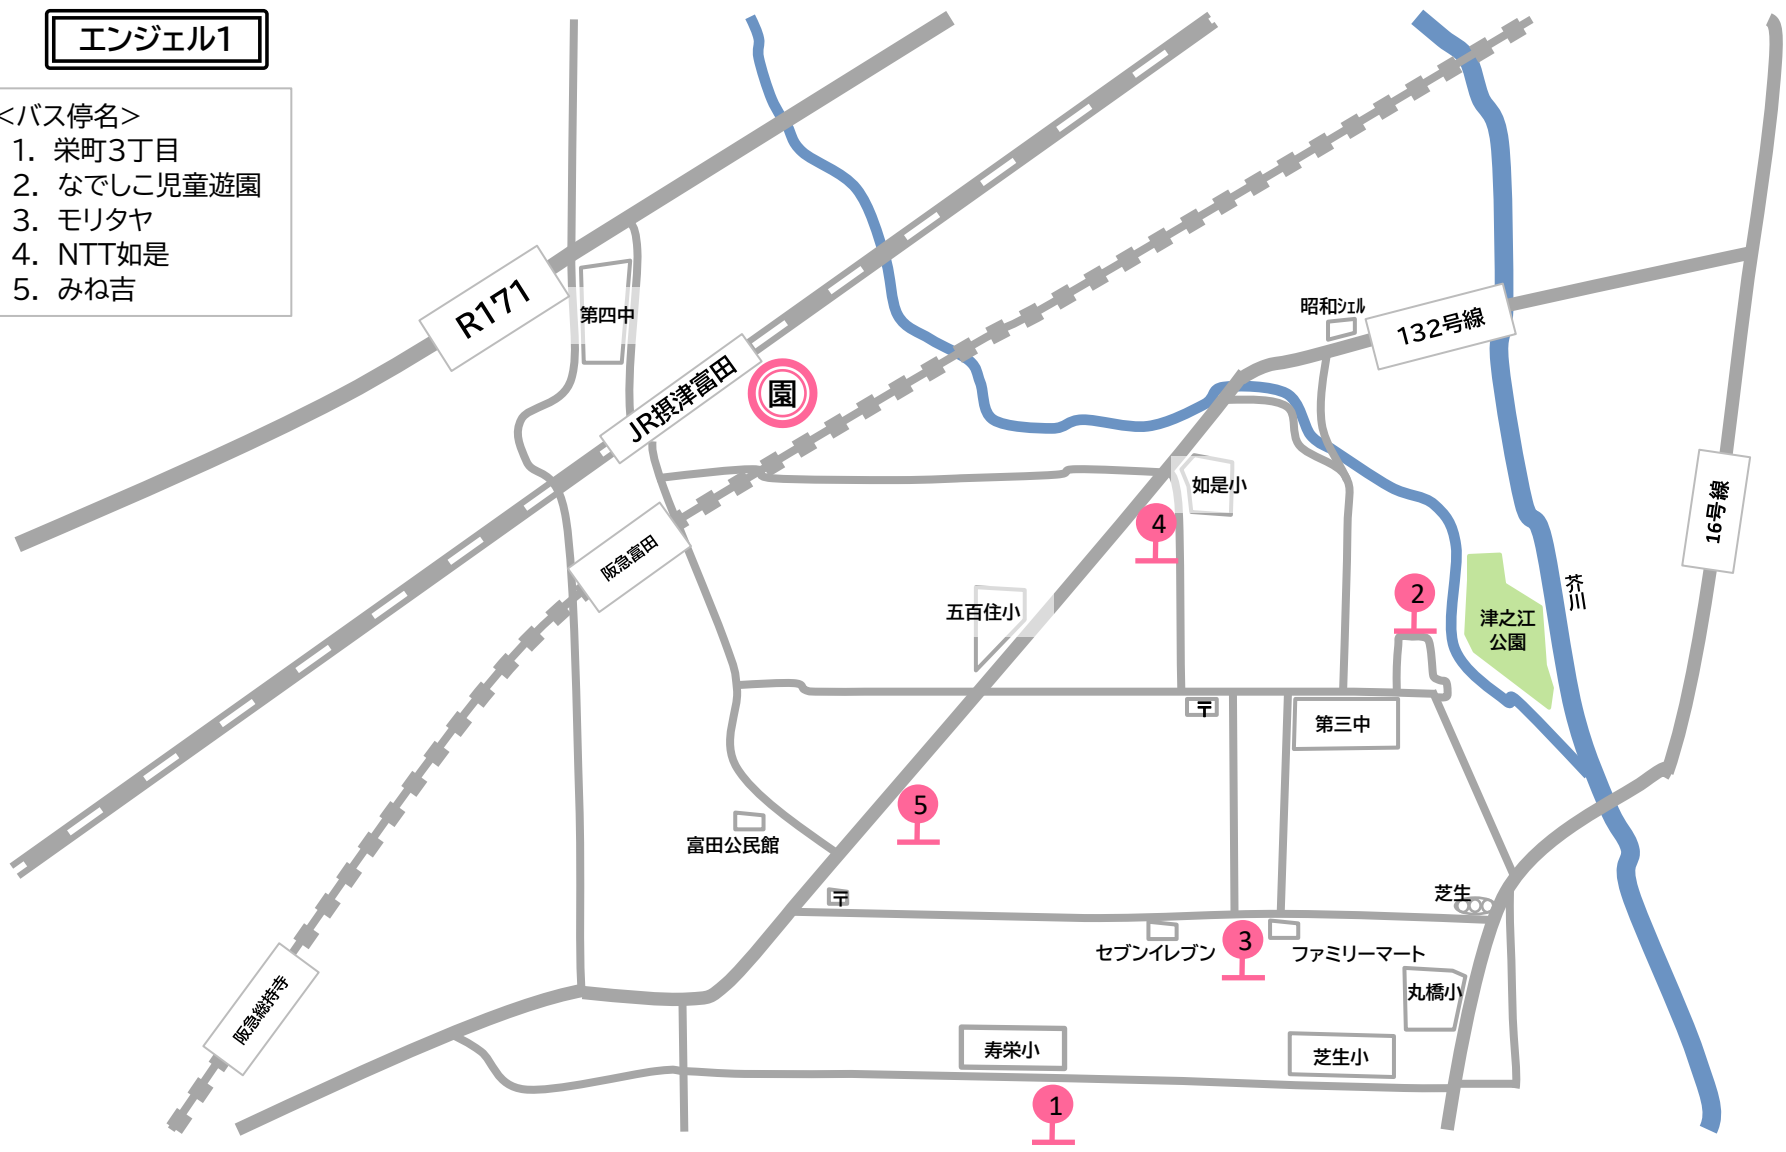 エンジェル1
<バス停名>
1. 栄町3丁目
2. なでしこ児童遊園
3. モリタヤ
4. NTT如是
5. みね吉
R171
第四中
JR摂津富田
園
昭和シェル
132号線
16号線
如是小
4
阪急富田
五百住小
2
津之江
公園
芥川
〒
第三中
5
富田公民館
〒
芝生
セブンイレブン
3
ファミリーマート
丸橋小
阪急総持寺
寿栄小
芝生小
1